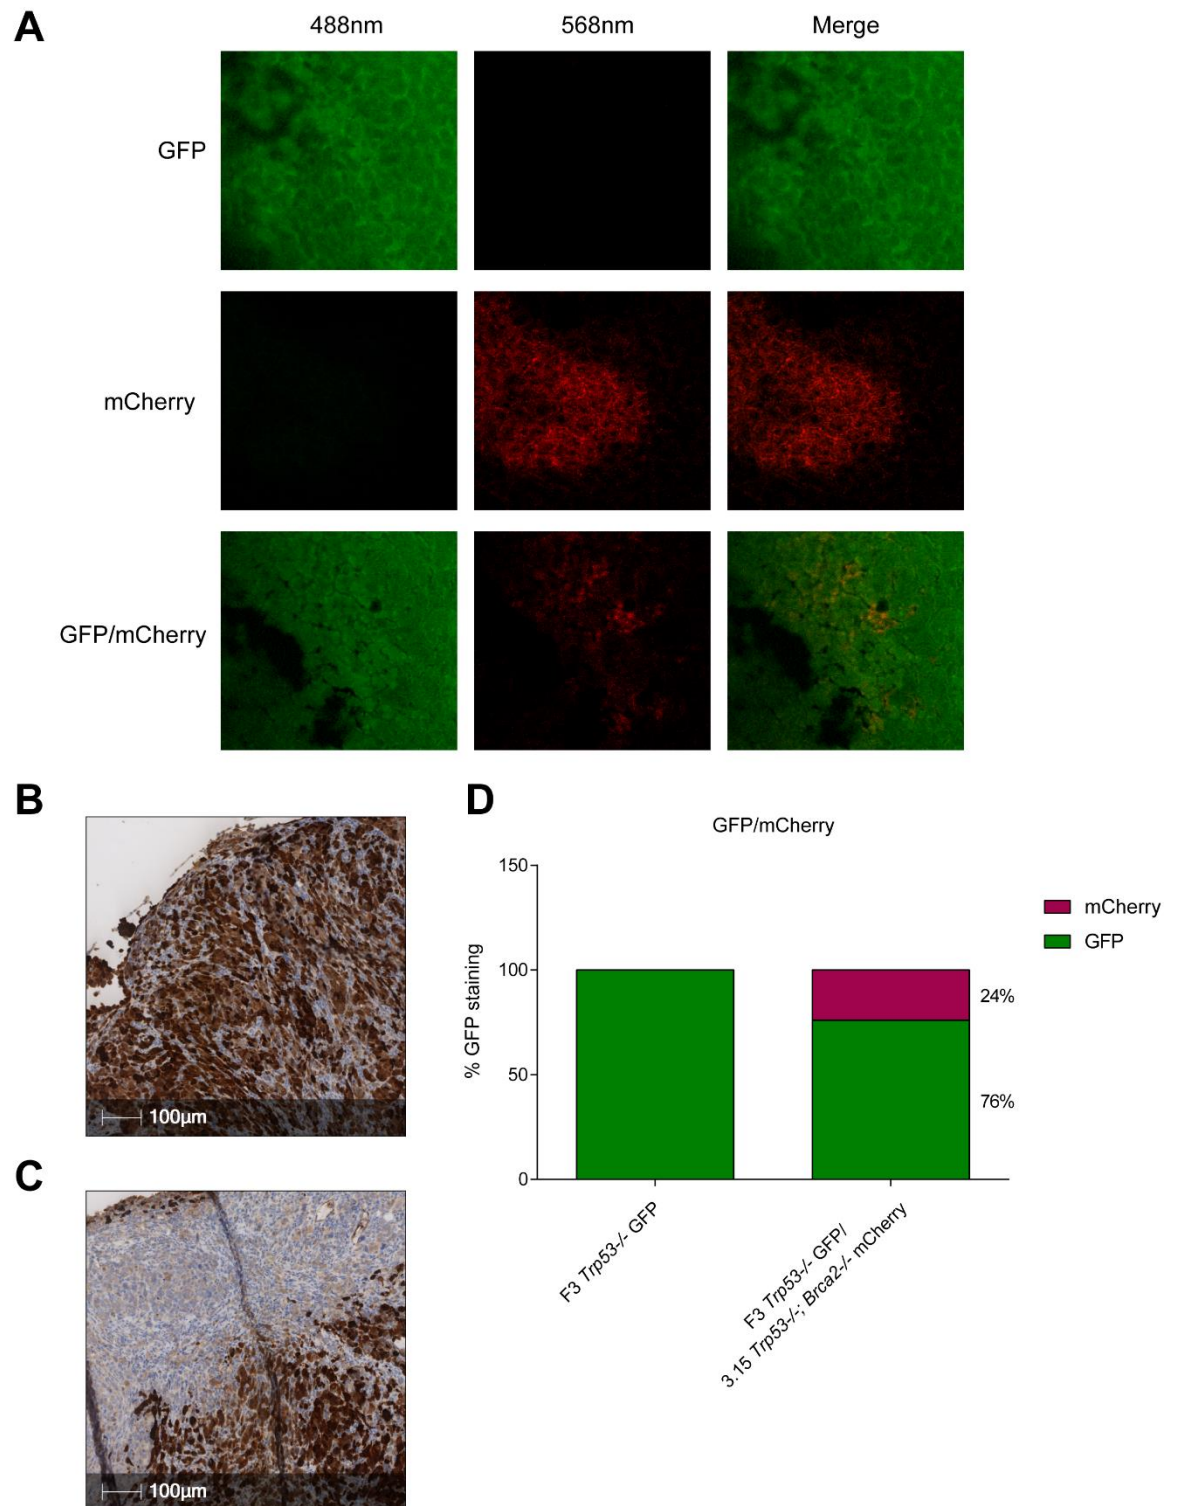 A
488nm
568nm
Merge
GFP
mCherry
GFP/mCherry
B
100µm
C
100µm
D
GFP/mCherry
150
100
50
0
% GFP staining
mCherry
GFP
24%
76%
F3 Trp53-/- GFP
F3 Trp53-/- GFP/
3.15 Trp53-/-; Brca2-/- mCherry